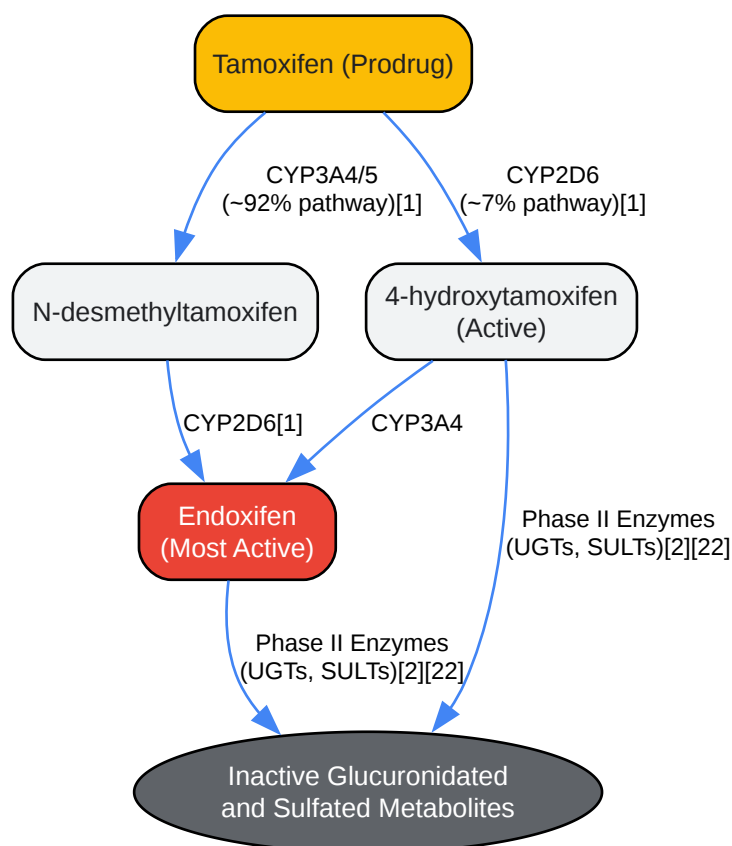 Tamoxifen (Prodrug)
CYP3A4/5
(~92% pathway)[1]
CYP2D6
(~7% pathway)[1]
N-desmethyltamoxifen
4-hydroxytamoxifen
(Active)
CYP2D6[1]
CYP3A4
Endoxifen
(Most Active)
Phase II Enzymes
(UGTs, SULTs)[2][22]
Phase II Enzymes
(UGTs, SULTs)[2][22]
Inactive Glucuronidated
and Sulfated Metabolites